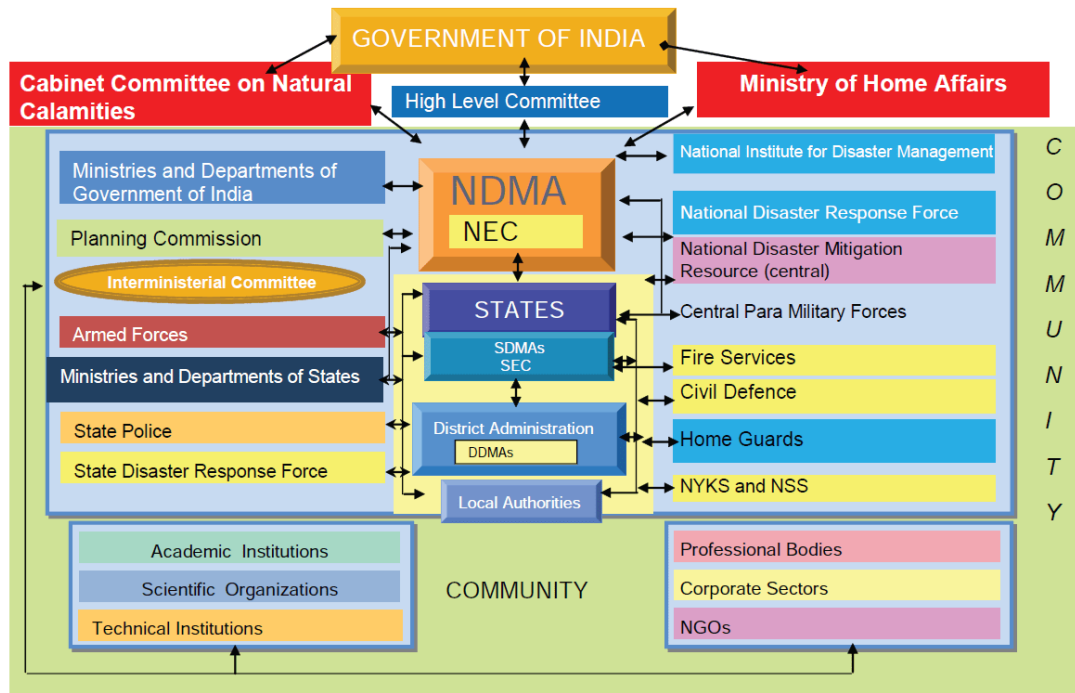 GOVERNMENT OF INDIA
Cabinet Committee on Natural
Calamities
High Level Committee
Ministry of Home Affairs
Ministries and Departments of
Government of India
Planning Commission
Interministerial Committee
Armed Forces
Ministries and Departments of States
State Police
State Disaster Response Force
NDMA
NEC
STATES
SDMAs
SEC
District Administration
DDMAs
Local Authorities
National Institute for Disaster Management
National Disaster Response Force
National Disaster Mitigation
Resource (central)
Central Para Military Forces
Fire Services
Civil Defence
Home Guards
NYKS and NSS
C
O
M
M
U
N
I
T
Y
Academic Institutions
Scientific Organizations
Technical Institutions
COMMUNITY
Professional Bodies
Corporate Sectors
NGOs